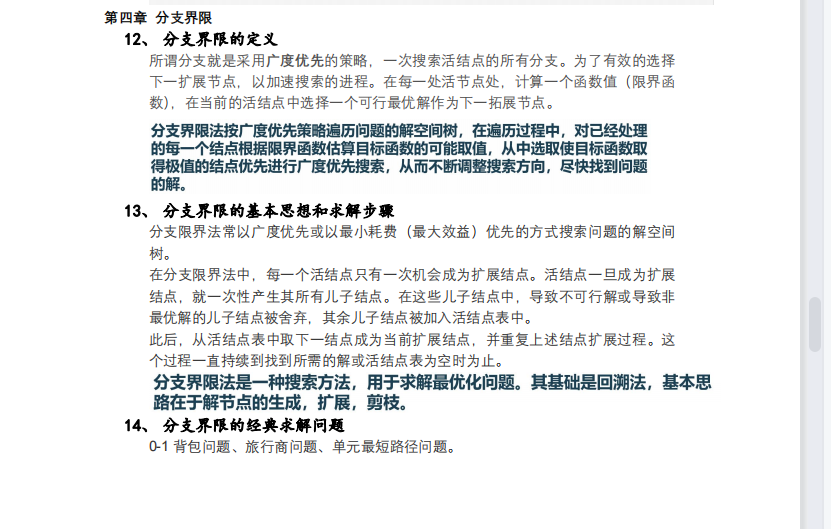 第四章 分支界限
12、 分支界限的定义
所谓分支就是采用广度优先的策略，一次搜索活结点的所有分支。为了有效的选择
下一扩展节点，以加速搜索的进程。在每一处活节点处，计算一个函数值（限界函
数），在当前的活结点中选择一个可行最优解作为下一拓展节点。
分支界限法按广度优先策略遍历问题的解空间树，在遍历过程中，对已经处理
的每一个结点根据限界函数估算目标函数的可能取值，从中选取使目标函数取
得极值的结点优先进行广度优先搜索，从而不断调整搜索方向，尽快找到问题
的解。
13、 分支界限的基本思想和求解步骤
分支限界法常以广度优先或以最小耗费（最大效益）优先的方式搜索问题的解空间
树。
在分支限界法中，每一个活结点只有一次机会成为扩展结点。活结点一旦成为扩展
结点，就一次性产生其所有儿子结点。在这些儿子结点中，导致不可行解或导致非
最优解的儿子结点被舍弃，其余儿子结点被加入活结点表中。
此后，从活结点表中取下一结点成为当前扩展结点，并重复上述结点扩展过程。这
个过程一直持续到找到所需的解或活结点表为空时为止。
分支界限法是一种搜索方法，用于求解最优化问题。其基础是回溯法，基本思
路在于解节点的生成，扩展，剪枝。
14、 分支界限的经典求解问题
0-1 背包问题、旅行商问题、单元最短路径问题。